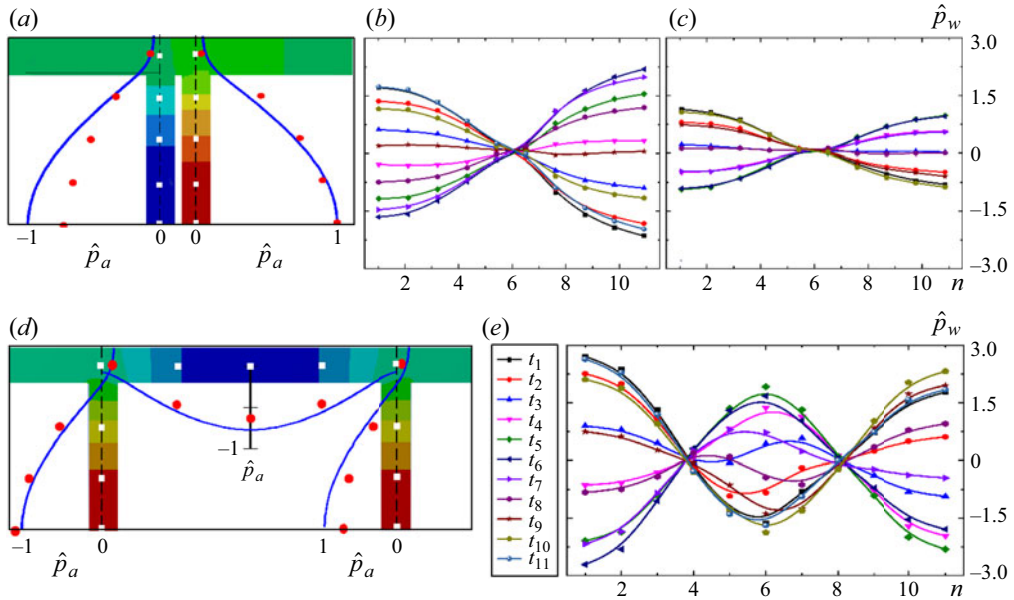 (a) (b) (c) p̂w
3.0
1.5
0
–1.5
–3.0
–1 0 0 1
p̂a p̂a
2 4 6 8 10 2 4 6 8 10 n
(d) (e) p̂w
t1
t2
t3
t4
t5
t6
t7
t8
t9
t10
t11
3.0
1.5
0
–1.5
–3.0
–1
p̂a
–1 0 1 0
p̂a p̂a
2 4 6 8 10 n